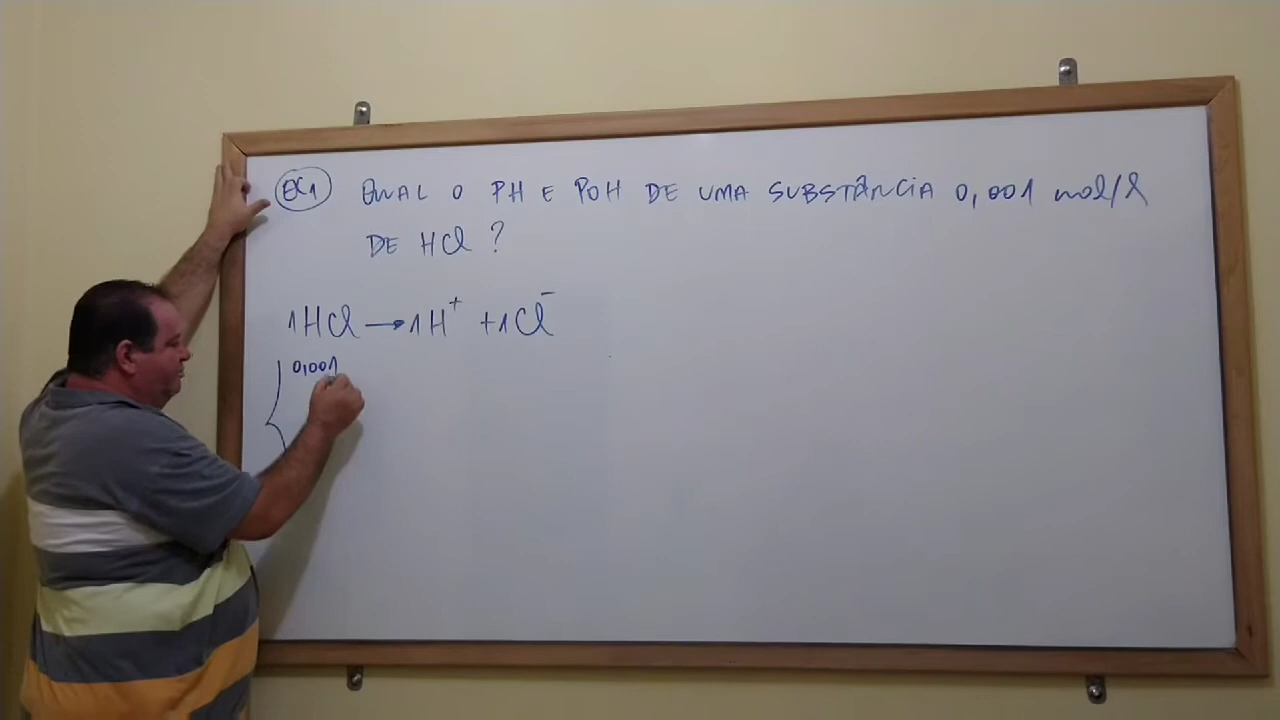 EX1 QUAL O PH E POH DE UMA SUBSTÂNCIA 0,001 mol/l
DE HCl ?
1HCl → 1H⁺ + 1Cl⁻
0,001